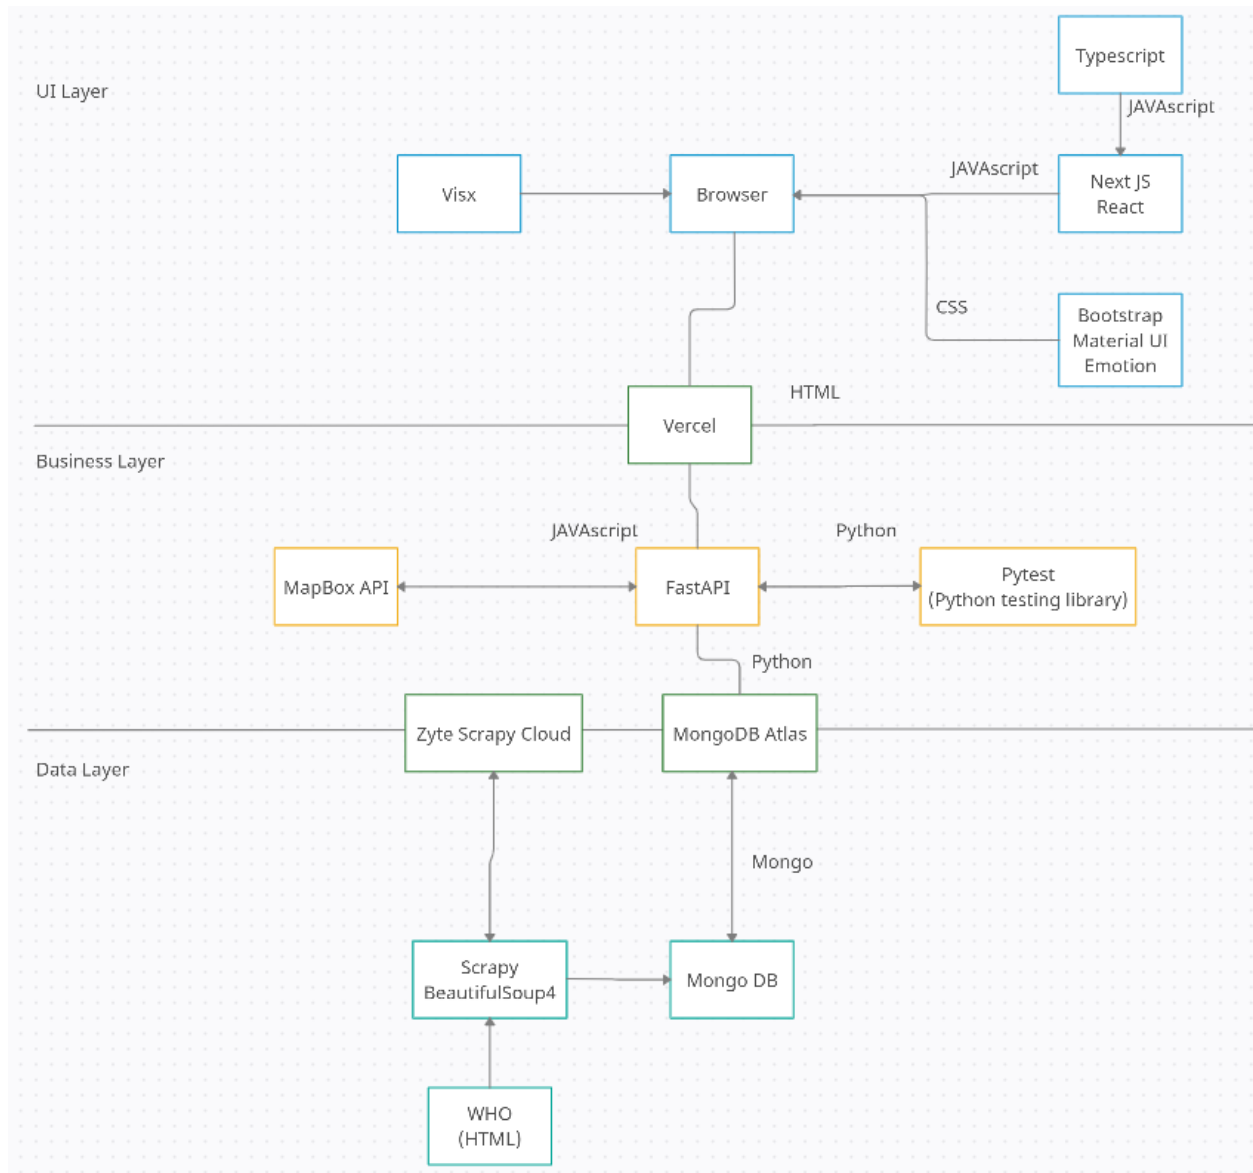 Typescript
UI Layer
JAVAscript
Visx
Browser
JAVAscript
Next JS
React
CSS
Bootstrap
Material UI
Emotion
HTML
Vercel
Business Layer
JAVAscript
Python
MapBox API
FastAPI
Pytest
(Python testing library)
Python
Zyte Scrapy Cloud
MongoDB Atlas
Data Layer
Mongo
Scrapy
BeautifulSoup4
Mongo DB
WHO
(HTML)